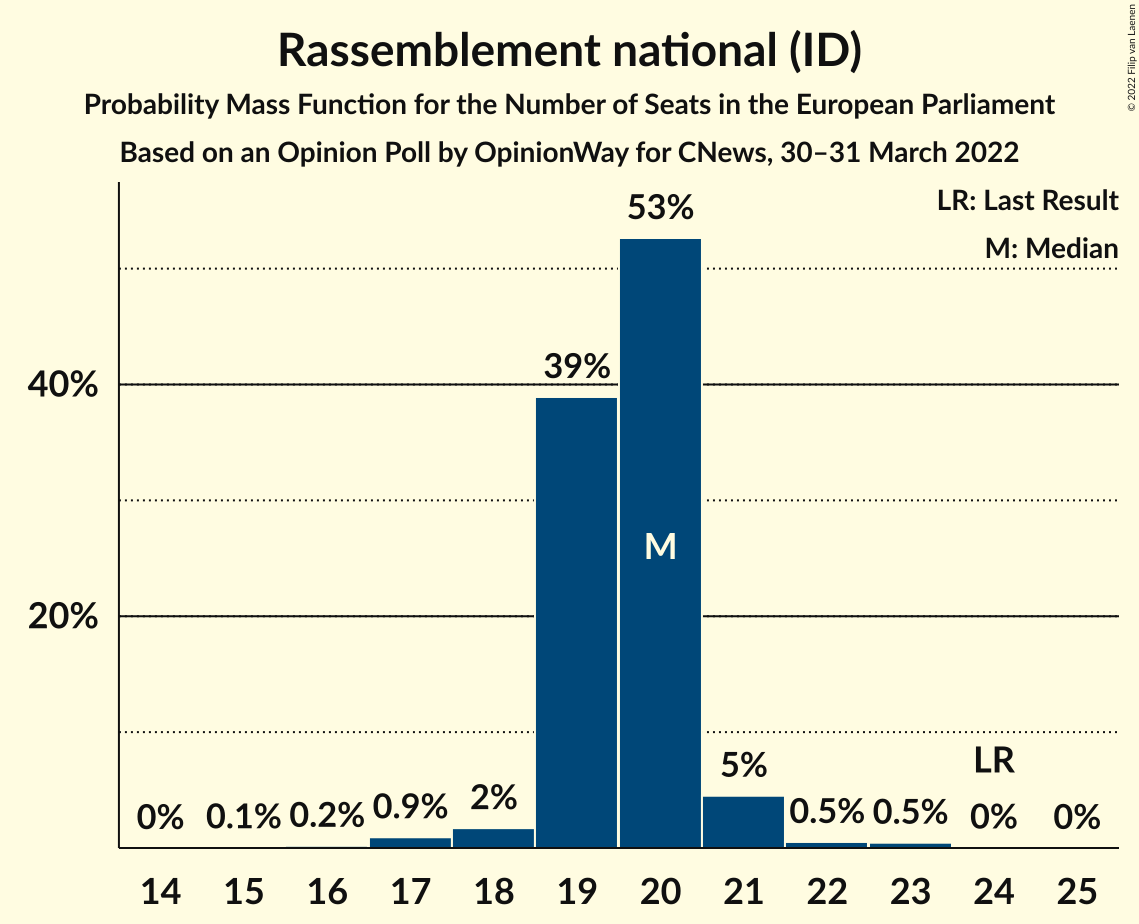 Rassemblement national (ID)
Probability Mass Function for the Number of Seats in the European Parliament
Based on an Opinion Poll by OpinionWay for CNews, 30–31 March 2022
© 2022 Filip van Laenen
LR: Last Result
M: Median
53%
39%
40%
M
20%
LR
0% 0.1% 0.2% 0.9% 2% 5% 0.5% 0.5% 0% 0%
14 15 16 17 18 19 20 21 22 23 24 25